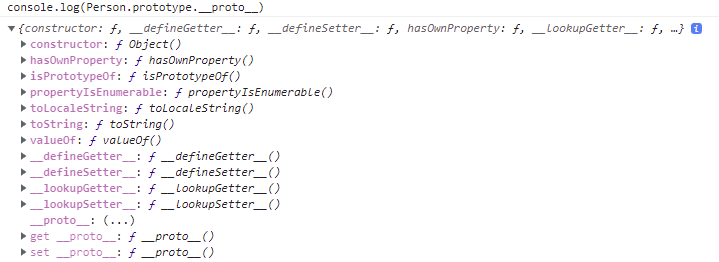 console.log(Person.prototype.__proto__)
▼{constructor: ƒ, __defineGetter__: ƒ, __defineSetter__: ƒ, hasOwnProperty: ƒ, __lookupGetter__: ƒ, …} i
▶constructor: ƒ Object()
▶hasOwnProperty: ƒ hasOwnProperty()
▶isPrototypeOf: ƒ isPrototypeOf()
▶propertyIsEnumerable: ƒ propertyIsEnumerable()
▶toLocaleString: ƒ toLocaleString()
▶toString: ƒ toString()
▶valueOf: ƒ valueOf()
▶__defineGetter__: ƒ __defineGetter__()
▶__defineSetter__: ƒ __defineSetter__()
▶__lookupGetter__: ƒ __lookupGetter__()
▶__lookupSetter__: ƒ __lookupSetter__()
__proto__: (...)
▶get __proto__: ƒ __proto__()
▶set __proto__: ƒ __proto__()